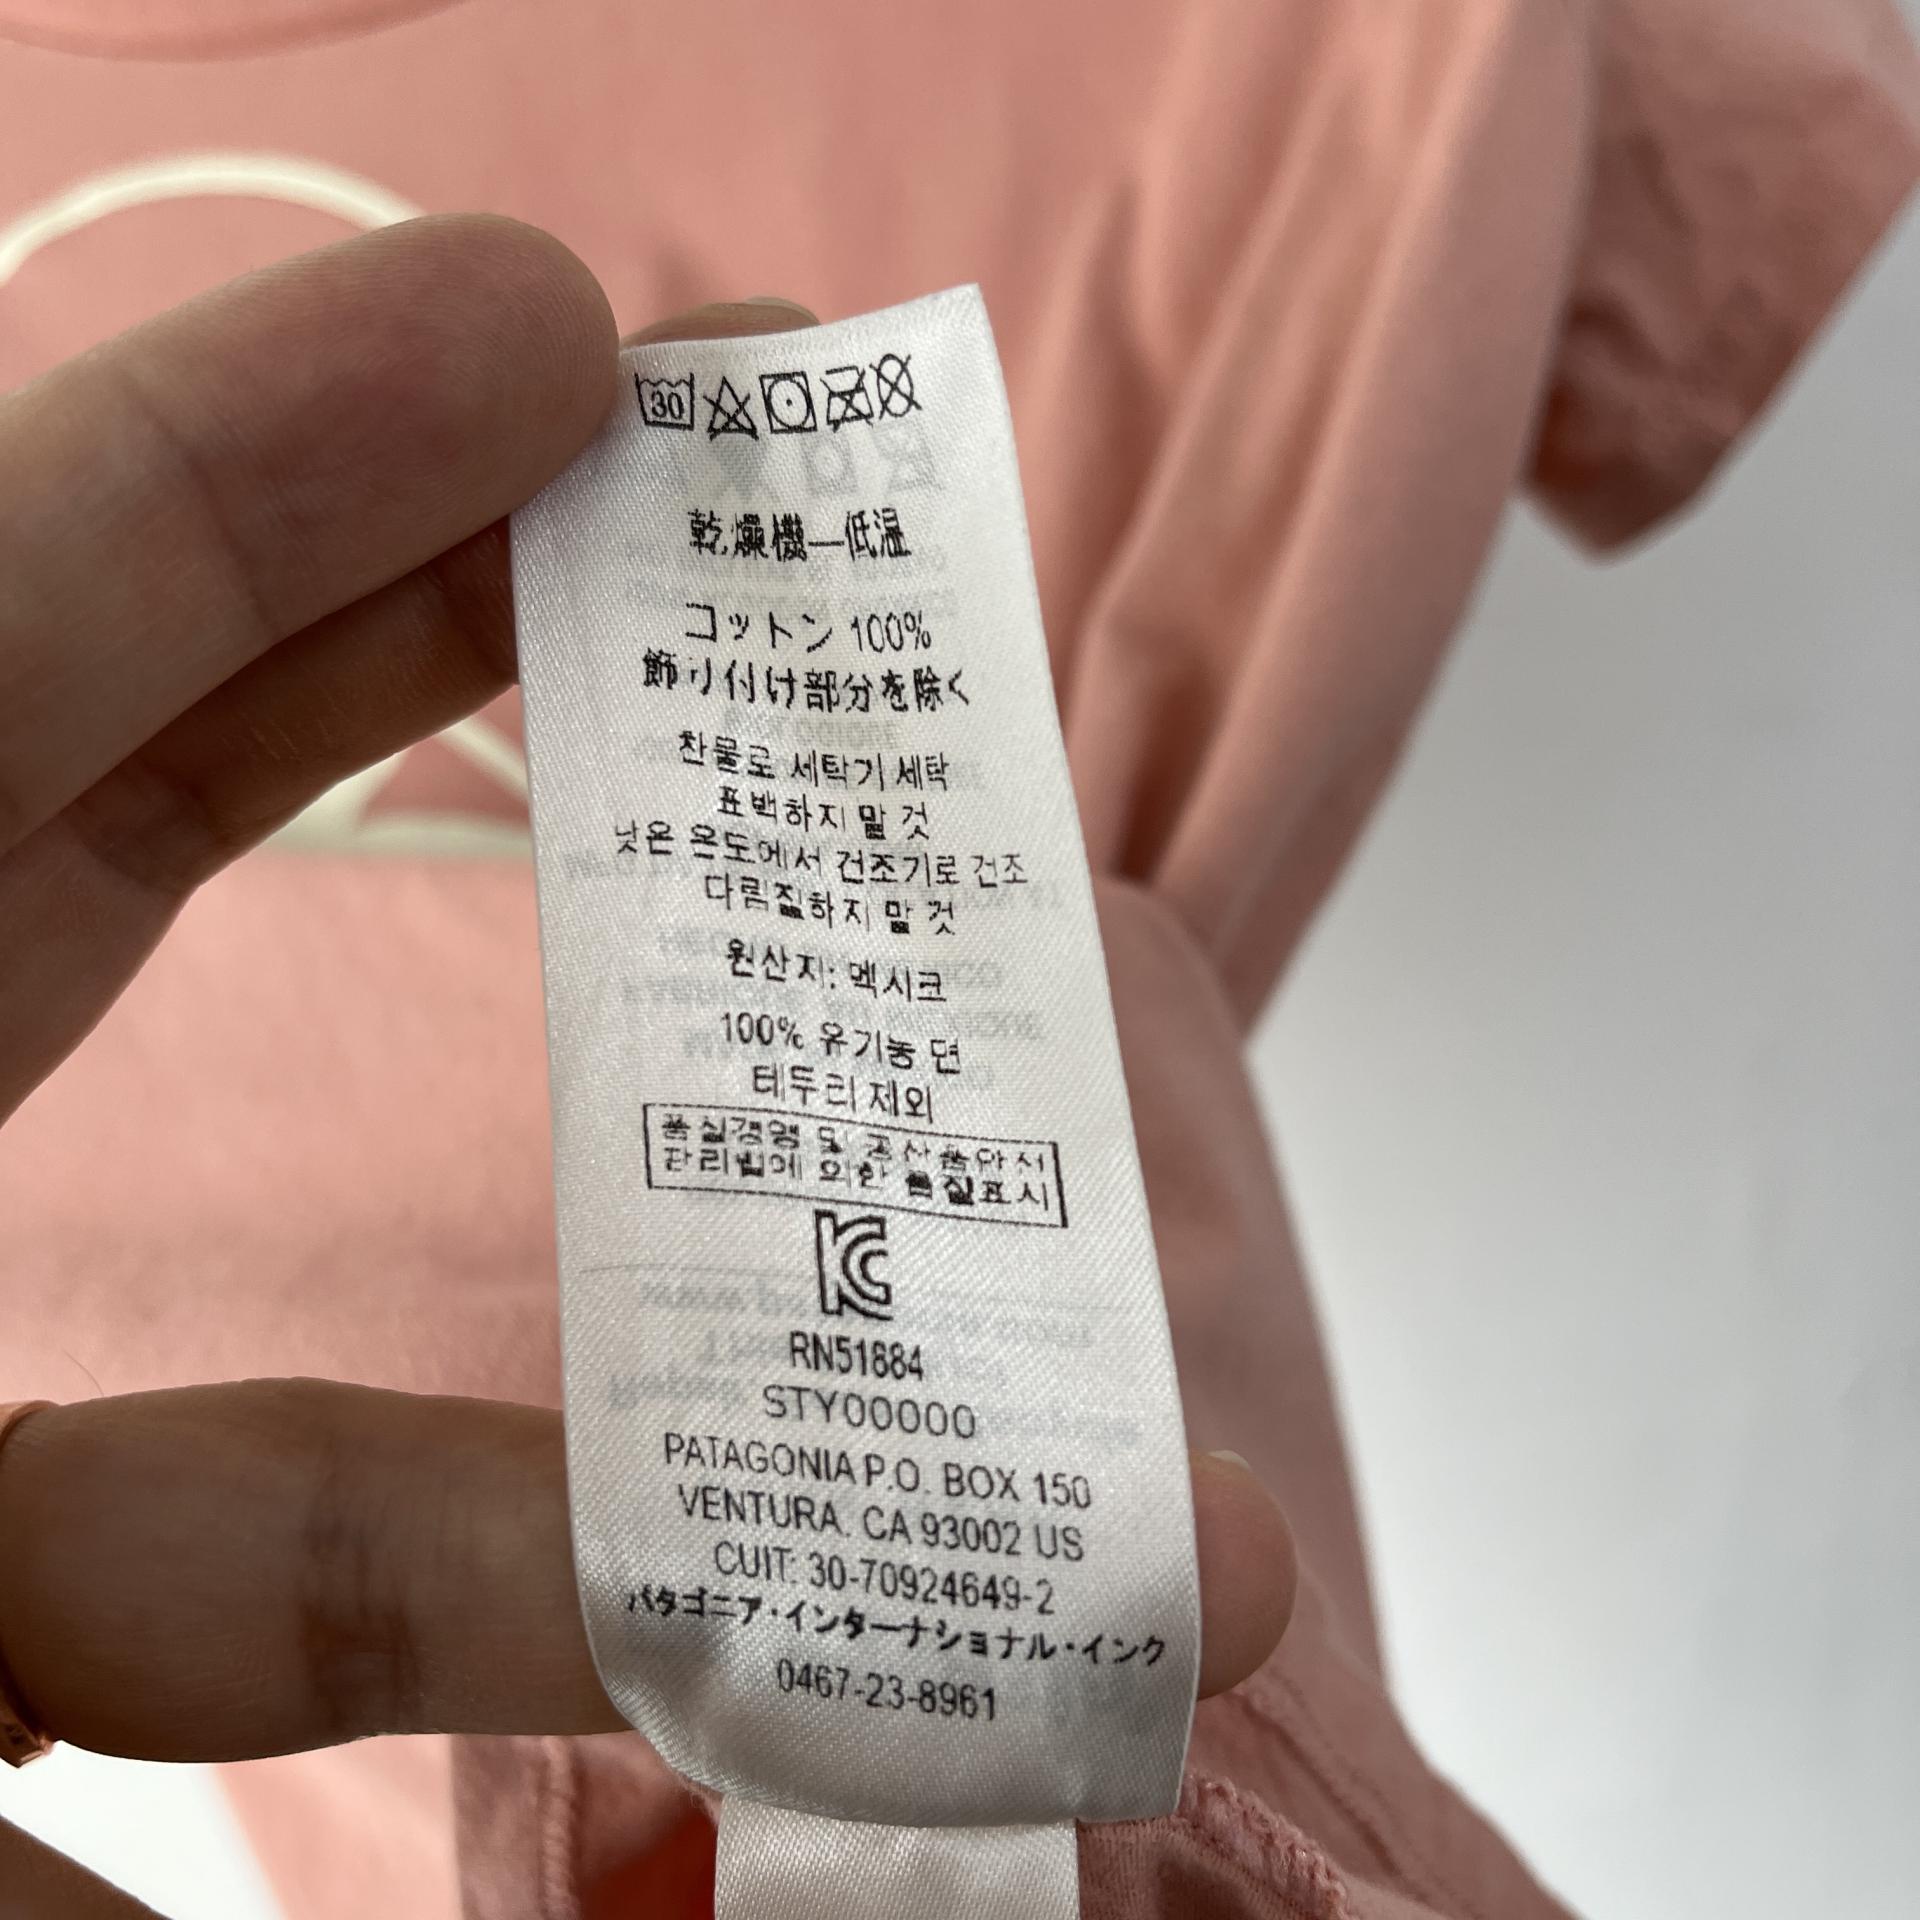 30
乾燥機—低温
コットン 100%
飾り付け部分を除く
찬물로 세탁기 세탁
표백하지 말 것
낮은 온도에서 건조기로 건조
다림질하지 말 것
원산지: 멕시코
100% 유기농 면
테두리 제외
품질경영 및 공산품안전
관리법에 의한 품질표시
RN51884
STY00000
PATAGONIA P.O. BOX 150
VENTURA. CA 93002 US
CUIT: 30-70924649-2
パタゴニア・インターナショナル・インク
0467-23-8961